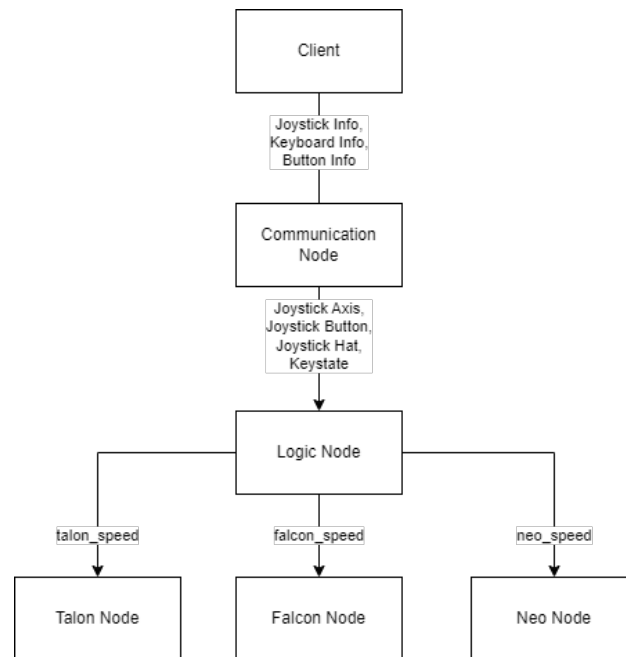 Client
Joystick Info,
Keyboard Info,
Button Info
Communication
Node
Joystick Axis,
Joystick Button,
Joystick Hat,
Keystate
Logic Node
talon_speed
falcon_speed
neo_speed
Talon Node
Falcon Node
Neo Node